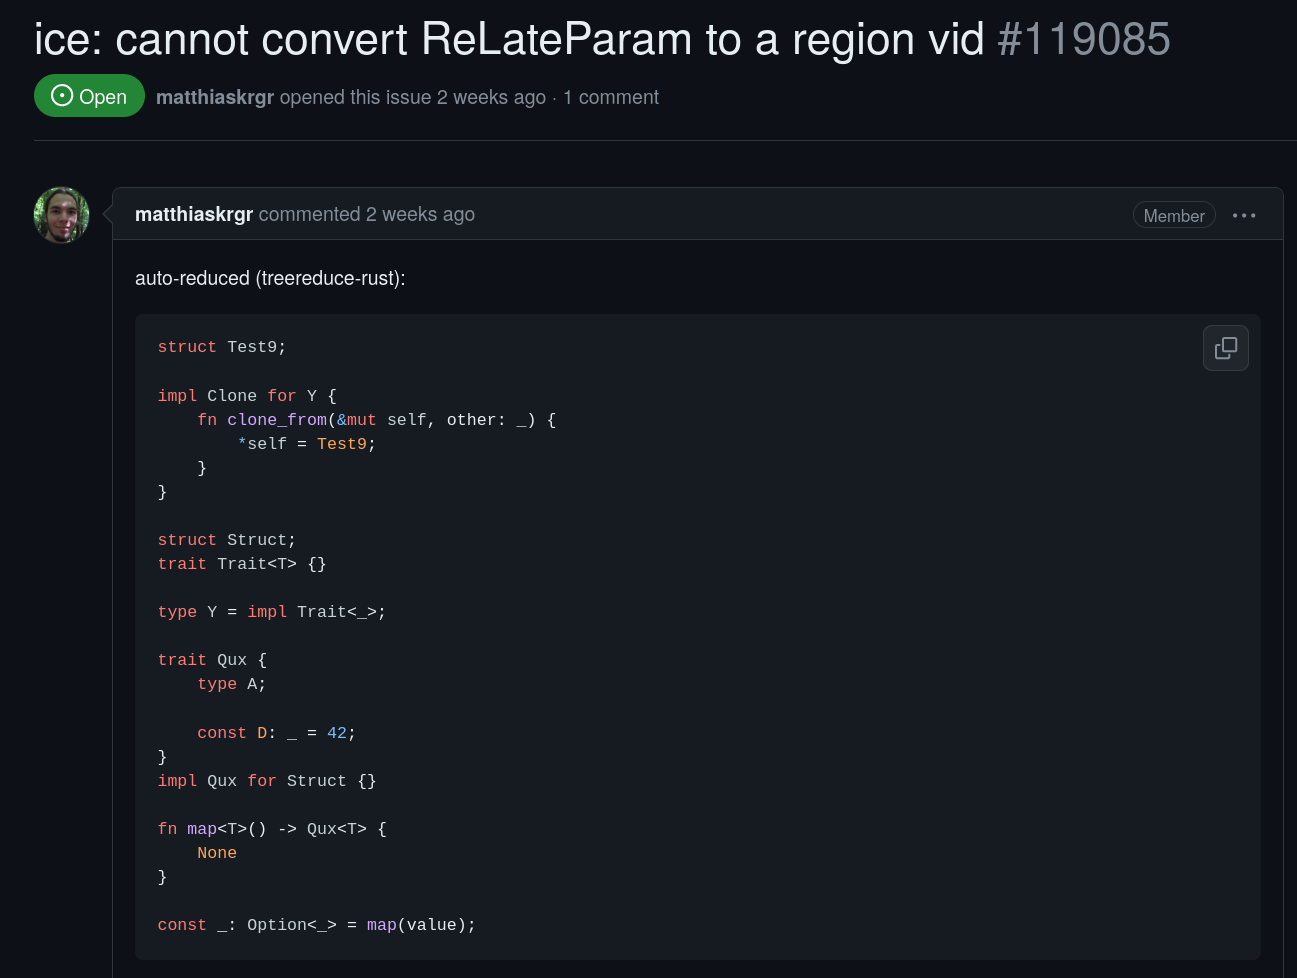 ice: cannot convert ReLateParam to a region vid #119085
Open matthiaskrgr opened this issue 2 weeks ago · 1 comment
matthiaskrgr commented 2 weeks ago Member
auto-reduced (treereduce-rust):
struct Test9;

impl Clone for Y {
    fn clone_from(&mut self, other: _) {
        *self = Test9;
    }
}

struct Struct;
trait Trait<T> {}

type Y = impl Trait<_>;

trait Qux {
    type A;

    const D: _ = 42;
}
impl Qux for Struct {}

fn map<T>() -> Qux<T> {
    None
}

const _: Option<_> = map(value);